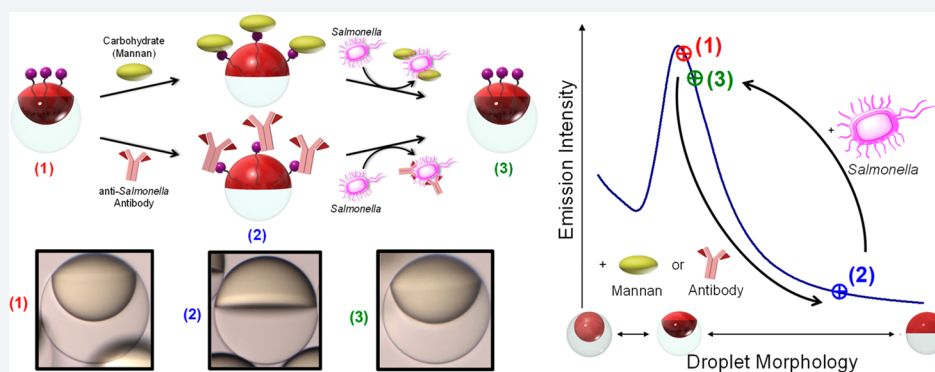 Carbohydrate
(Mannan)
Salmonella
(1)
anti-Salmonella
Antibody
Salmonella
(2)
(3)
(1)
(2)
(3)
Emission Intensity
(1)
(3)
+
Salmonella
(2)
+
or
Mannan
Antibody
Droplet Morphology